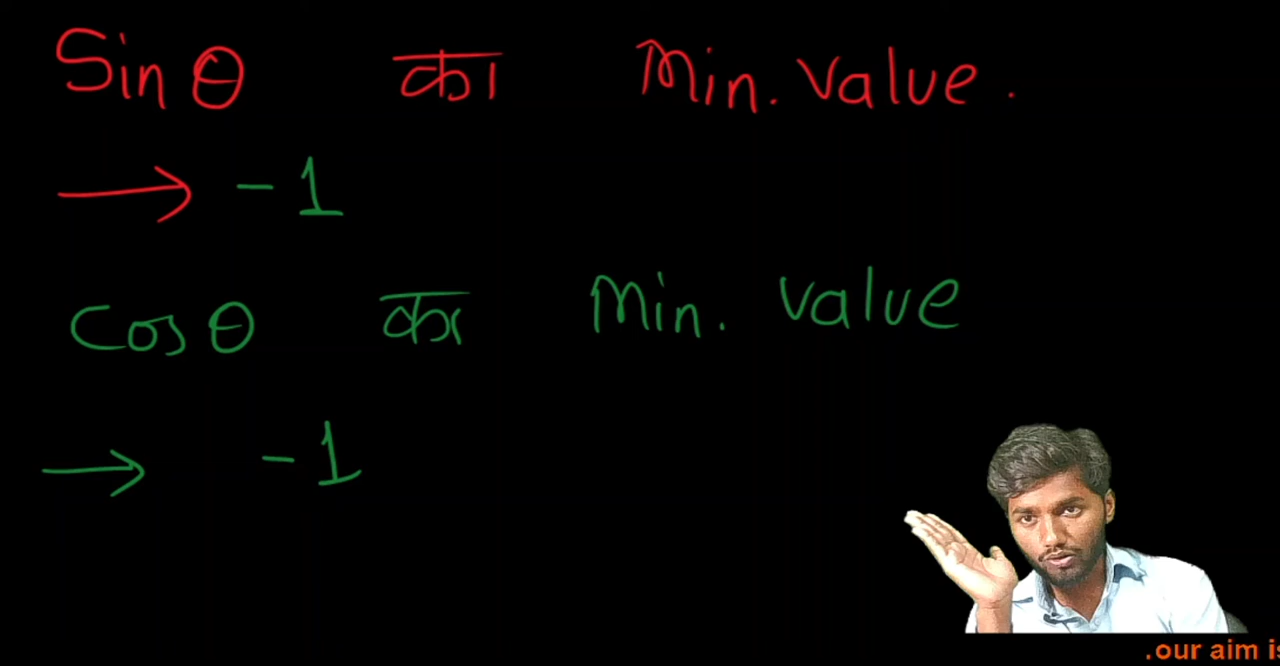 Sin θ का Min. Value.
→ -1
Cos θ का Min. Value
→ -1
.our aim is